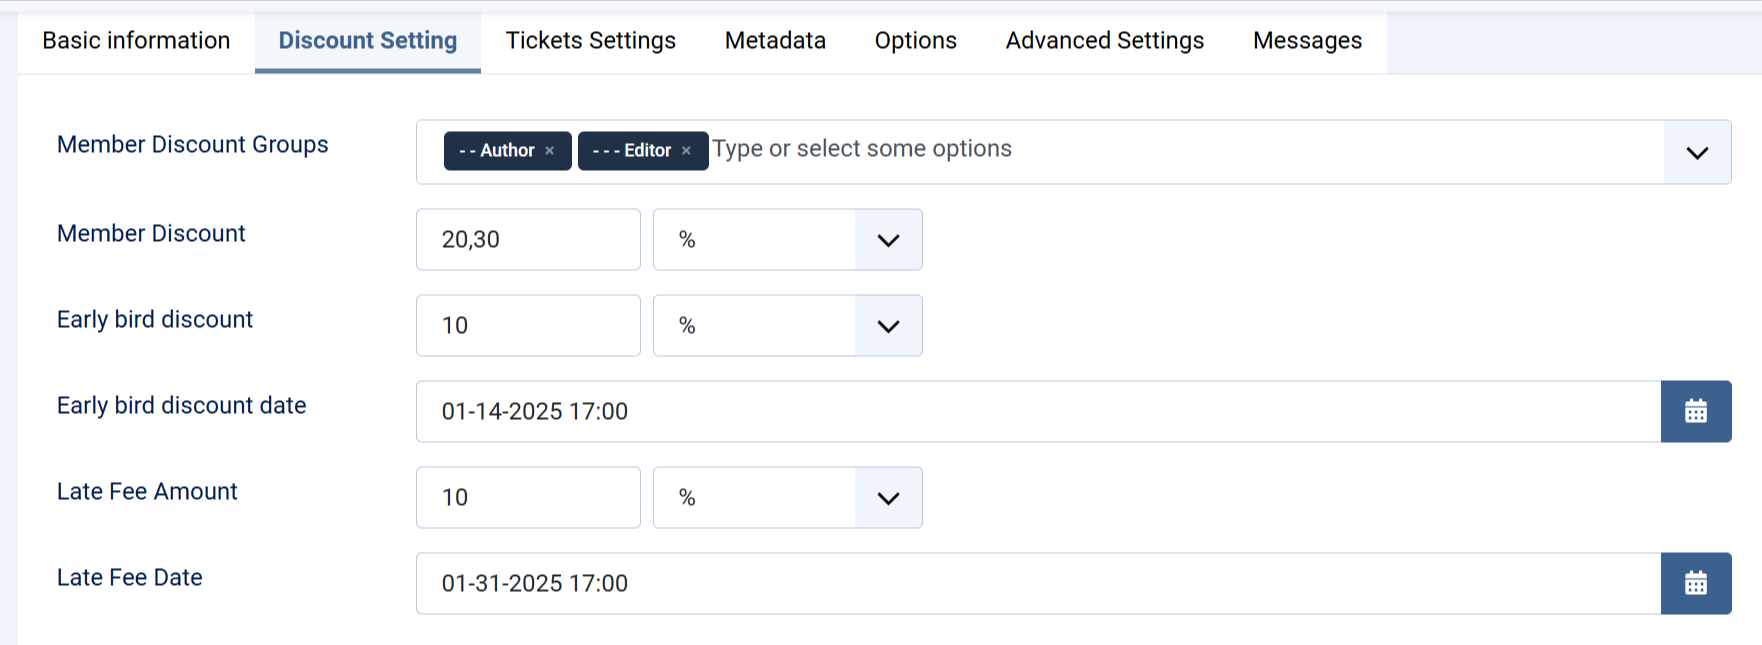 Basic information Discount Setting Tickets Settings Metadata Options Advanced Settings Messages
Member Discount Groups - - Author × - - - Editor × Type or select some options
Member Discount 20,30 %
Early bird discount 10 %
Early bird discount date 01-14-2025 17:00
Late Fee Amount 10 %
Late Fee Date 01-31-2025 17:00